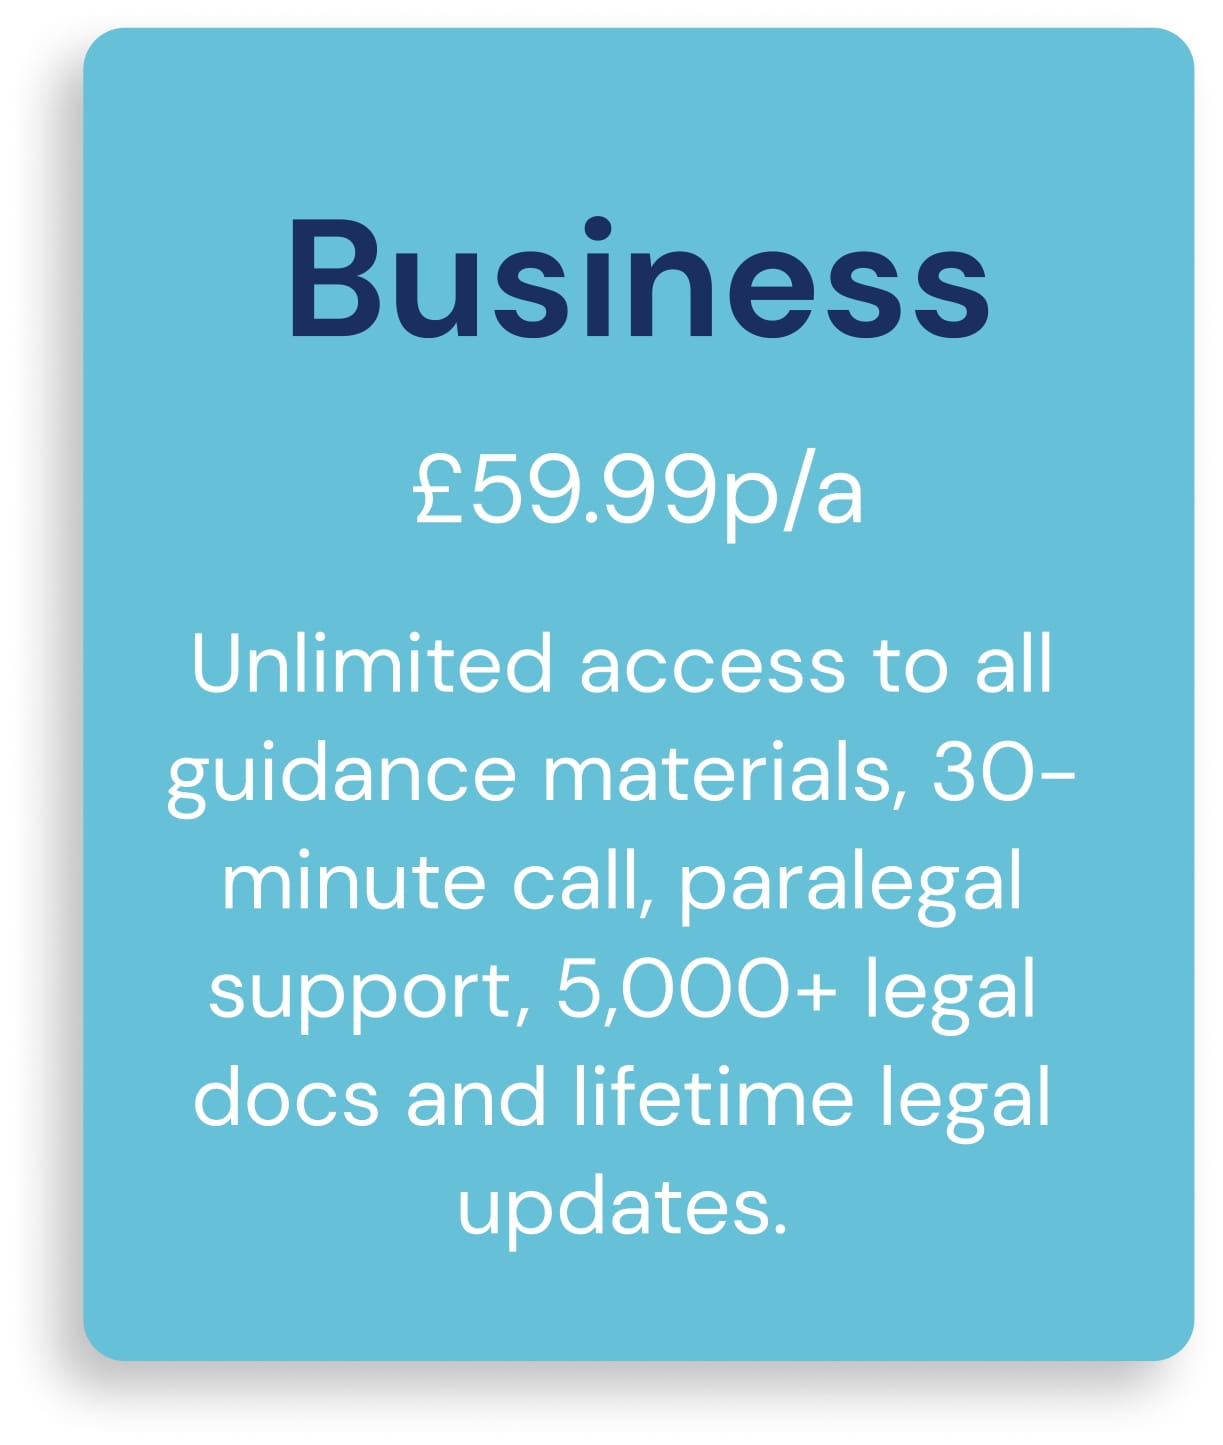 Business
£59.99p/a
Unlimited access to all
guidance materials, 30-
minute call, paralegal
support, 5,000+ legal
docs and lifetime legal
updates.